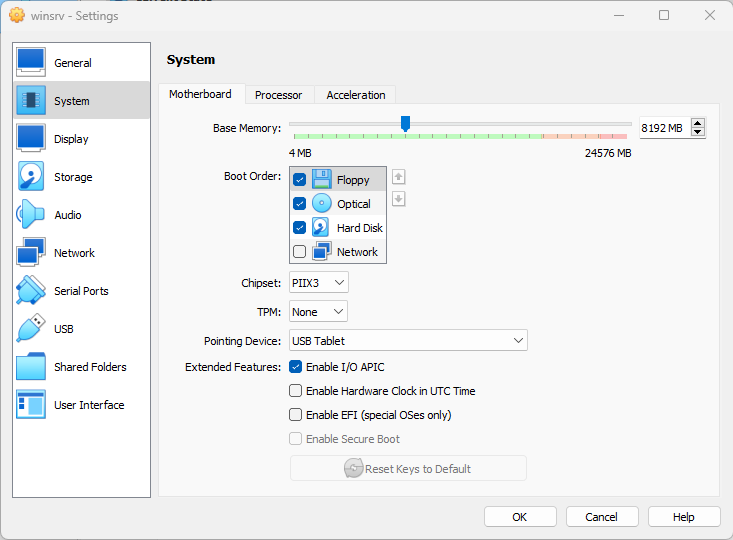 winsrv - Settings
General
System
Display
Storage
Audio
Network
Serial Ports
USB
Shared Folders
User Interface
System
Motherboard Processor Acceleration
Base Memory: 8192 MB
4 MB 24576 MB
Boot Order: Floppy
Optical
Hard Disk
Network
Chipset: PIIX3
TPM: None
Pointing Device: USB Tablet
Extended Features: Enable I/O APIC
Enable Hardware Clock in UTC Time
Enable EFI (special OSes only)
Enable Secure Boot
Reset Keys to Default
OK Cancel Help